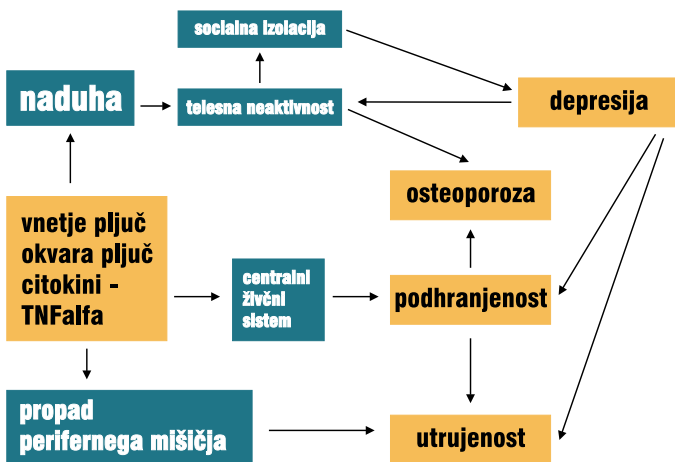 socialna izolacija
naduha
telesna neaktivnost
depresija
osteoporoza
vnetje pljuč
okvara pljuč
citokini -
TNFalfa
centralni
živčni
sistem
podhranjenost
propad
perifernega mišičja
utrujenost